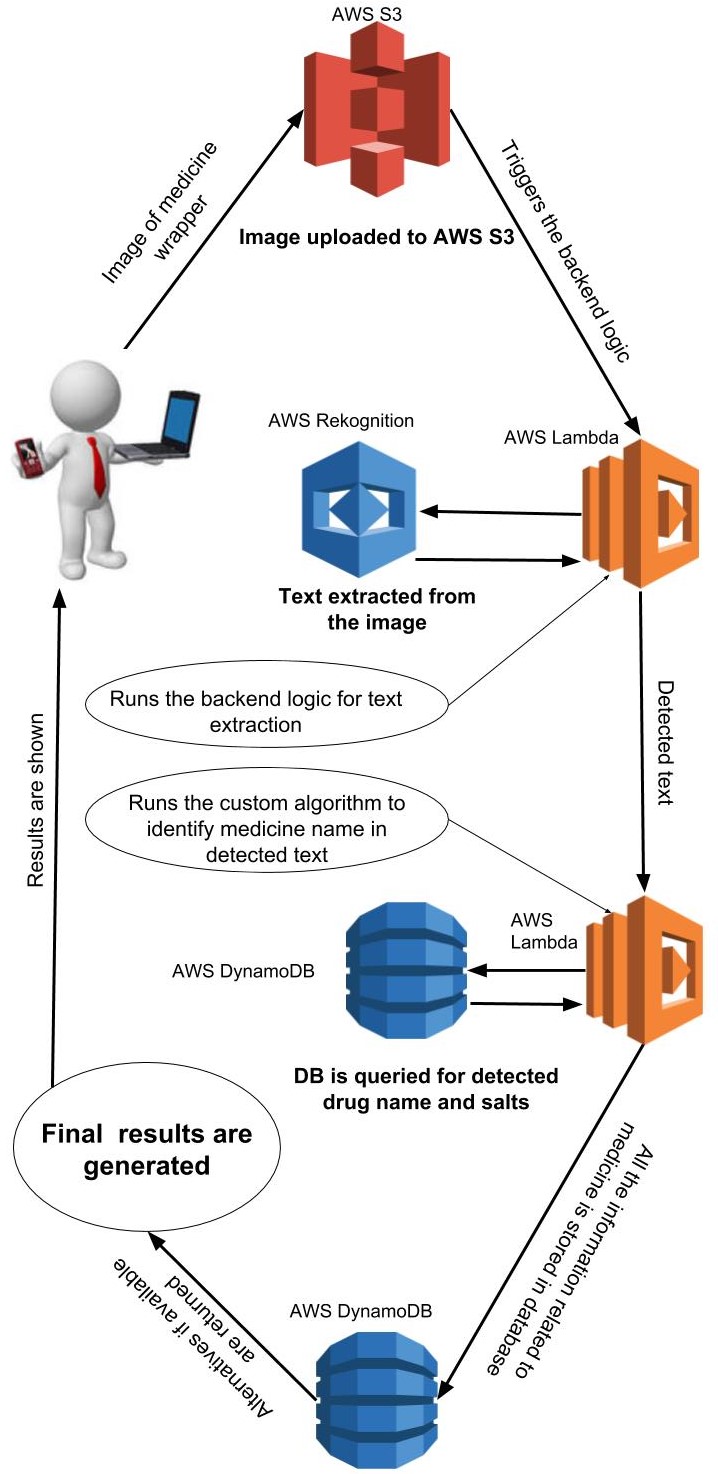 AWS S3
Image of medicine
wrapper
Image uploaded to AWS S3
Triggers the backend logic
AWS Rekognition
AWS Lambda
Text extracted from
the image
Runs the backend logic for text
extraction
Detected text
Results are shown
Runs the custom algorithm to
identify medicine name in
detected text
AWS
Lambda
AWS DynamoDB
DB is queried for detected
drug name and salts
Final results are
generated
All the information related to
medicine is stored in database
Alternatives if available
are returned
AWS DynamoDB